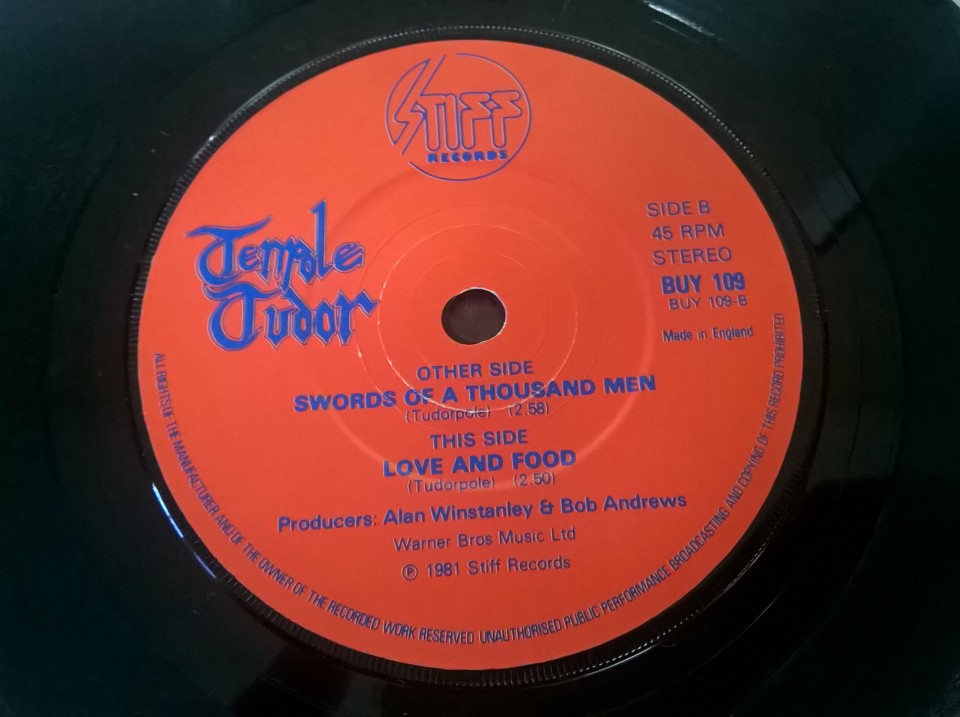 STIFF
RECORDS
Tenpole
Tudor
SIDE B
45 RPM
STEREO
BUY 109
BUY 109-B
Made in England
OTHER SIDE
SWORDS OF A THOUSAND MEN
(Tudorpole) (2.58)
THIS SIDE
LOVE AND FOOD
(Tudorpole) (2.50)
Producers: Alan Winstanley & Bob Andrews
Warner Bros Music Ltd
℗ 1981 Stiff Records
ALL RIGHTS OF THE MANUFACTURER AND OF THE OWNER OF THE RECORDED WORK RESERVED UNAUTHORISED PUBLIC PERFORMANCE BROADCASTING AND COPYING OF THIS RECORD PROHIBITED